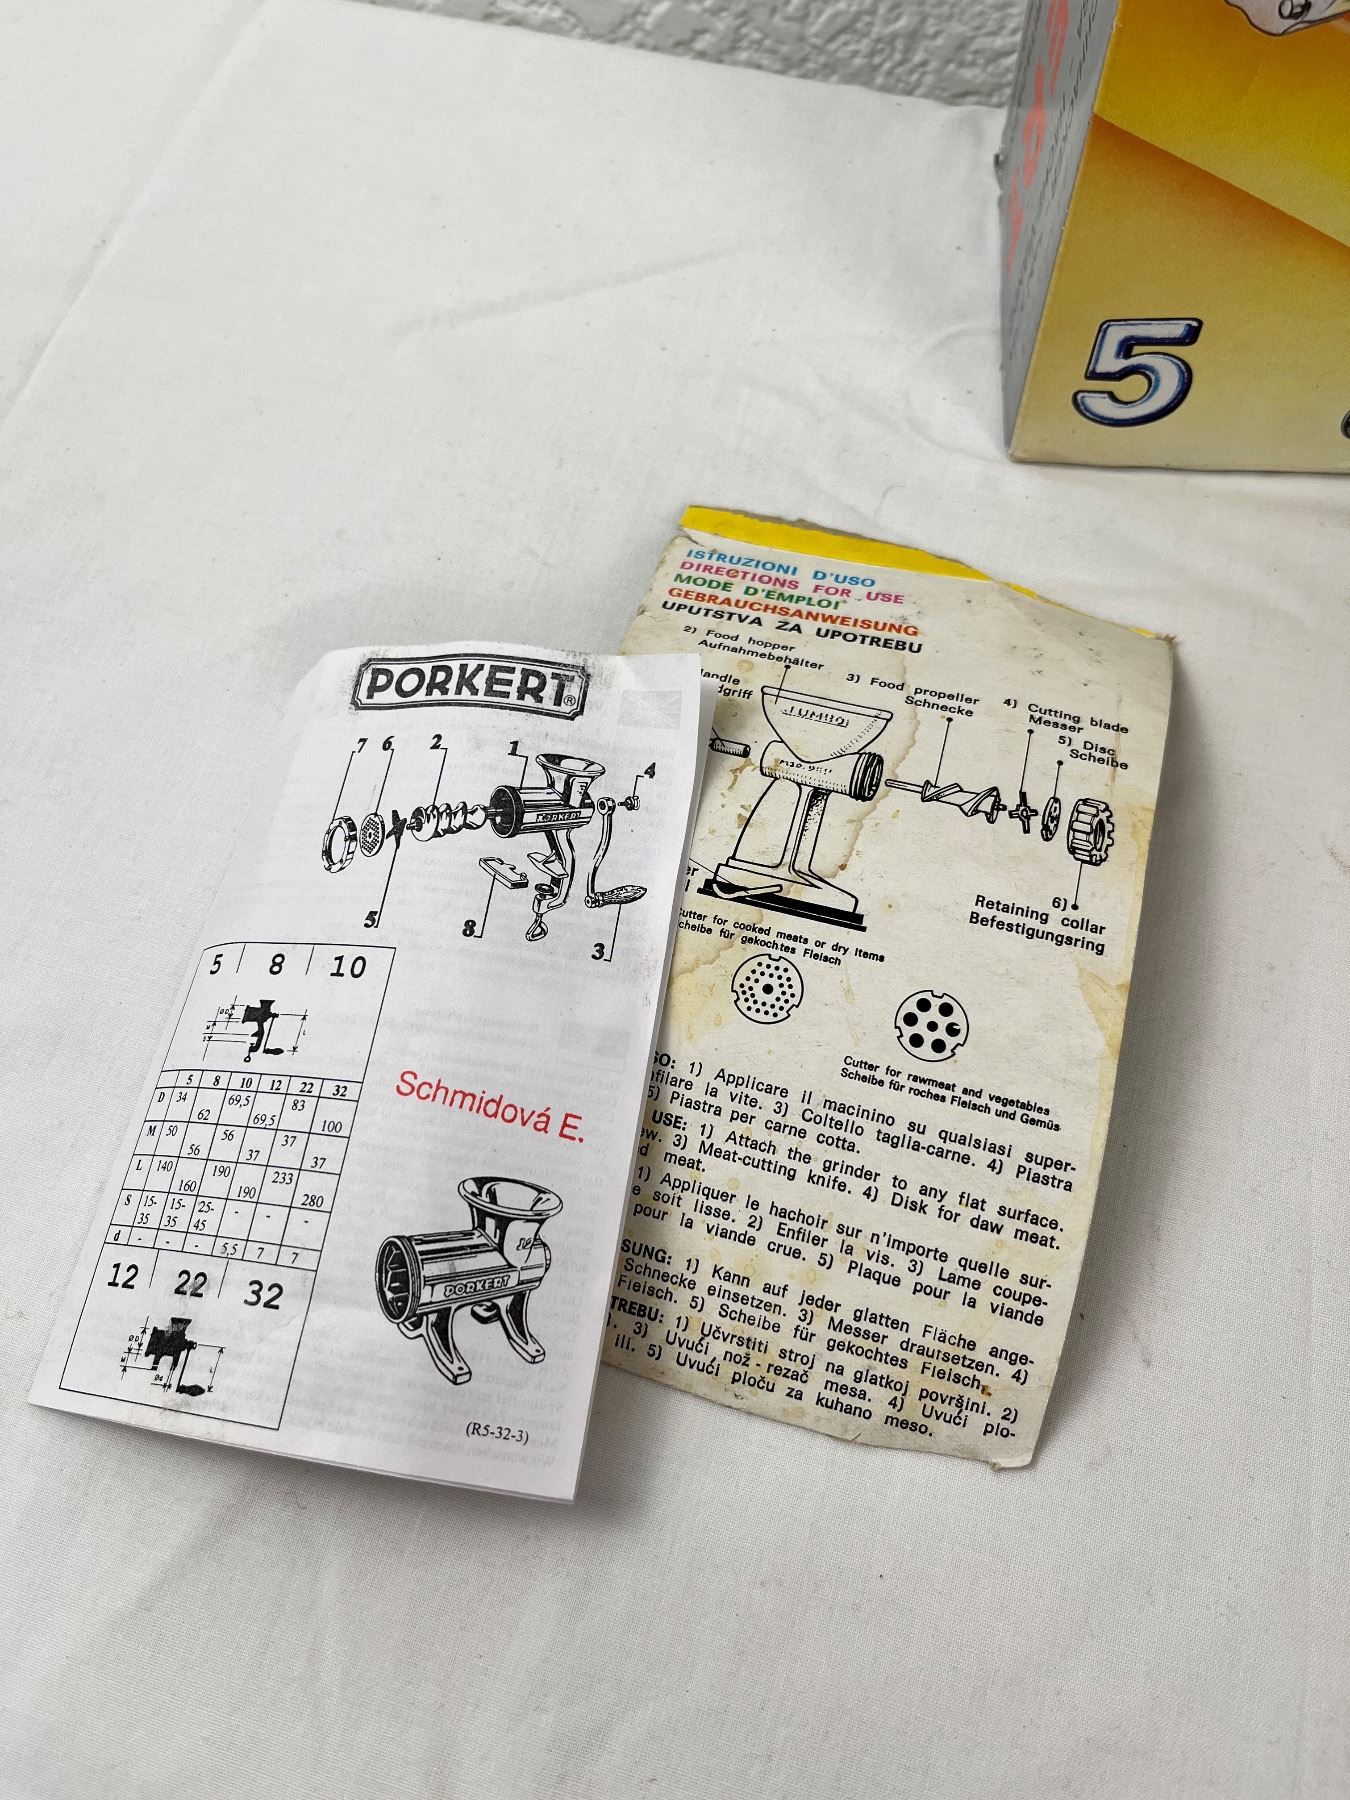 5
PORKERT®
7 6 2 1 4
5 8 3
5 8 10
5 8 10 12 22 32
D 34 62 69,5 69,5 83 100
M 50 56 56 37 37 37
L 140 160 190 190 233 280
S 15-35 15-35 25-45 - - -
d - - - 5,5 7 7
12 22 32
Schmidová E.
PORKERT
(R5-32-3)
ISTRUZIONI D'USO
DIRECTIONS FOR USE
MODE D'EMPLOI
GEBRAUCHSANWEISUNG
UPUTSTVA ZA UPOTREBU
2) Food hopper
Aufnahmebehälter
3) Food propeller
Schnecke
4) Cutting blade
Messer
5) Disc
Scheibe
JUMBO
6)
Retaining collar
Befestigungsring
Cutter for cooked meats or dry items
Scheibe für gekochtes Fleisch
Cutter for rawmeat and vegetables
Scheibe für roches Fleisch und Gemüs
SO: 1) Applicare il macinino su qualsiasi super-
filare la vite. 3) Coltello taglia-carne. 4) Piastra
5) Piastra per carne cotta.
USE: 1) Attach the grinder to any flat surface.
3) Meat-cutting knife. 4) Disk for daw meat.
meat.
1) Appliquer le hachoir sur n'importe quelle sur-
soit lisse. 2) Enfiler la vis. 3) Lame coupe-
pour la viande crue. 5) Plaque pour la viande
SUNG: 1) Kann auf jeder glatten Fläche ange-
Schnecke einsetzen. 3) Messer draufsetzen. 4)
Fleisch. 5) Scheibe für gekochtes Fleisch.
TREBU: 1) Učvrstiti stroj na glatkoj površini. 2)
3) Uvući nož - rezač mesa. 4) Uvući plo-
ili. 5) Uvući ploču za kuhano meso.